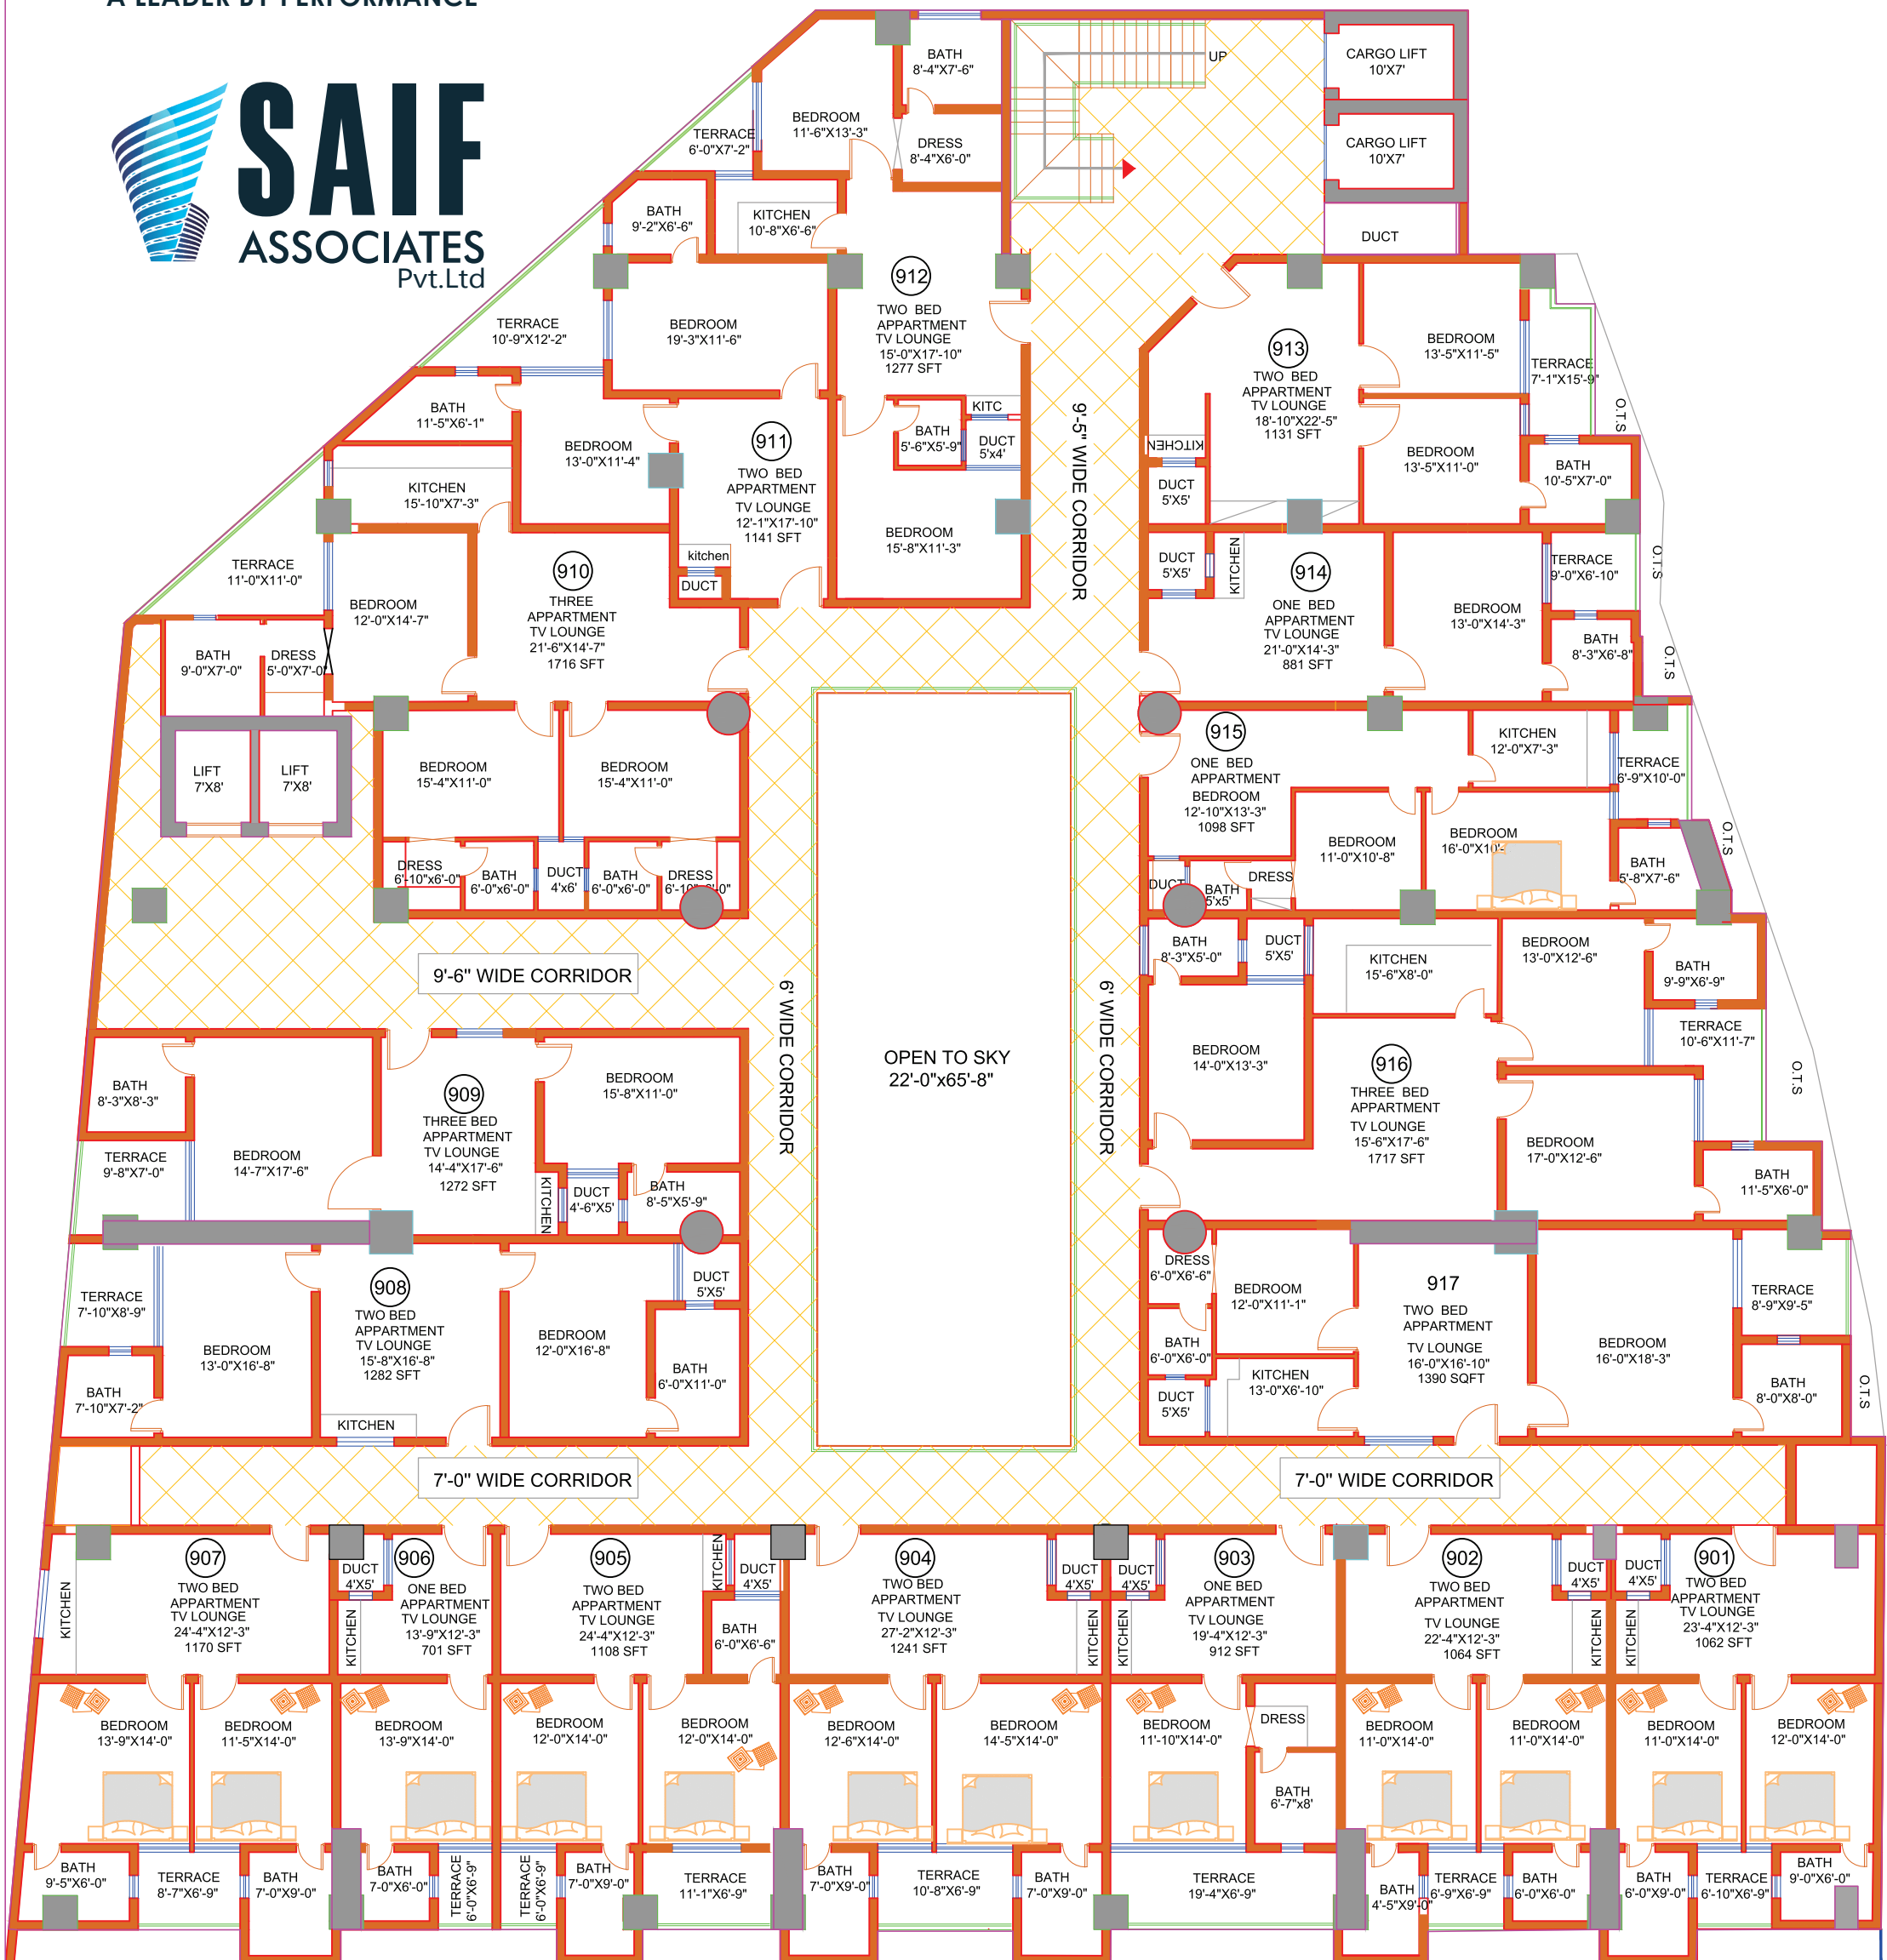 A LEADER BY PERFORMANCE
SAIF
ASSOCIATES
Pvt.Ltd
BATH
8'-4"X7'-6"
UP
CARGO LIFT
10'X7'
BEDROOM
11'-6"X13'-3"
TERRACE
6'-0"X7'-2"
DRESS
8'-4"X6'-0"
CARGO LIFT
10'X7'
DUCT
BATH
9'-2"X6'-6"
KITCHEN
10'-8"X6'-6"
912
TWO BED
APPARTMENT
TV LOUNGE
15'-0"X17'-10"
1277 SFT
TERRACE
10'-9"X12'-2"
BEDROOM
19'-3"X11'-6"
KITC
BATH
5'-6"X5'-9"
DUCT
5'x4'
BEDROOM
15'-8"X11'-3"
9'-5" WIDE CORRIDOR
913
TWO BED
APPARTMENT
TV LOUNGE
18'-10"X22'-5"
1131 SFT
BEDROOM
13'-5"X11'-5"
TERRACE
7'-1"X15'-9"
O.T.S
KITCHEN
DUCT
5'X5'
BEDROOM
13'-5"X11'-0"
BATH
10'-5"X7'-0"
BATH
11'-5"X6'-1"
BEDROOM
13'-0"X11'-4"
911
TWO BED
APPARTMENT
TV LOUNGE
12'-1"X17'-10"
1141 SFT
kitchen
DUCT
KITCHEN
15'-10"X7'-3"
TERRACE
11'-0"X11'-0"
BEDROOM
12'-0"X14'-7"
910
THREE
APPARTMENT
TV LOUNGE
21'-6"X14'-7"
1716 SFT
BATH
9'-0"X7'-0"
DRESS
5'-0"X7'-0"
LIFT
7'X8'
LIFT
7'X8'
BEDROOM
15'-4"X11'-0"
BEDROOM
15'-4"X11'-0"
DRESS
6'-10"x6'-0"
BATH
6'-0"x6'-0"
DUCT
4'x6'
BATH
6'-0"x6'-0"
DRESS
DUCT
5'X5'
KITCHEN
914
ONE BED
APPARTMENT
TV LOUNGE
21'-0"X14'-3"
881 SFT
BEDROOM
13'-0"X14'-3"
TERRACE
9'-0"X6'-10"
O.T.S
BATH
8'-3"X6'-8"
O.T.S
915
ONE BED
APPARTMENT
BEDROOM
12'-10"X13'-3"
1098 SFT
KITCHEN
12'-0"X7'-3"
TERRACE
6'-9"X10'-0"
BEDROOM
11'-0"X10'-8"
BEDROOM
16'-0"X10'-
BATH
5'-8"X7'-6"
O.T.S
DUCT
BATH
5'x5'
DRESS
9'-6" WIDE CORRIDOR
6' WIDE CORRIDOR
OPEN TO SKY
22'-0"x65'-8"
6' WIDE CORRIDOR
BATH
8'-3"X5'-0"
DUCT
5'X5'
KITCHEN
15'-6"X8'-0"
BEDROOM
13'-0"X12'-6"
BATH
9'-9"X6'-9"
BEDROOM
14'-0"X13'-3"
916
THREE BED
APPARTMENT
TV LOUNGE
15'-6"X17'-6"
1717 SFT
TERRACE
10'-6"X11'-7"
O.T.S
BEDROOM
17'-0"X12'-6"
BATH
11'-5"X6'-0"
BATH
8'-3"X8'-3"
TERRACE
9'-8"X7'-0"
BEDROOM
14'-7"X17'-6"
909
THREE BED
APPARTMENT
TV LOUNGE
14'-4"X17'-6"
1272 SFT
BEDROOM
15'-8"X11'-0"
KITCHEN
DUCT
4'-6"X5'
BATH
8'-5"X5'-9"
TERRACE
7'-10"X8'-9"
BATH
7'-10"X7'-2"
BEDROOM
13'-0"X16'-8"
908
TWO BED
APPARTMENT
TV LOUNGE
15'-8"X16'-8"
1282 SFT
KITCHEN
BEDROOM
12'-0"X16'-8"
DUCT
5'X5'
BATH
6'-0"X11'-0"
DRESS
6'-0"X6'-6"
BATH
6'-0"X6'-0"
DUCT
5'X5'
BEDROOM
12'-0"X11'-1"
KITCHEN
13'-0"X6'-10"
917
TWO BED
APPARTMENT
TV LOUNGE
16'-0"X16'-10"
1390 SQFT
BEDROOM
16'-0"X18'-3"
TERRACE
8'-9"X9'-5"
BATH
8'-0"X8'-0"
O.T.S
7'-0" WIDE CORRIDOR
7'-0" WIDE CORRIDOR
KITCHEN
907
TWO BED
APPARTMENT
TV LOUNGE
24'-4"X12'-3"
1170 SFT
DUCT
4'X5'
KITCHEN
906
ONE BED
APPARTMENT
TV LOUNGE
13'-9"X12'-3"
701 SFT
905
TWO BED
APPARTMENT
TV LOUNGE
24'-4"X12'-3"
1108 SFT
KITCHEN
DUCT
4'X5'
BATH
6'-0"X6'-6"
904
TWO BED
APPARTMENT
TV LOUNGE
27'-2"X12'-3"
1241 SFT
DUCT
4'X5'
KITCHEN
DUCT
4'X5'
KITCHEN
903
ONE BED
APPARTMENT
TV LOUNGE
19'-4"X12'-3"
912 SFT
902
TWO BED
APPARTMENT
TV LOUNGE
22'-4"X12'-3"
1064 SFT
DUCT
4'X5'
KITCHEN
DUCT
4'X5'
KITCHEN
901
TWO BED
APPARTMENT
TV LOUNGE
23'-4"X12'-3"
1062 SFT
BEDROOM
13'-9"X14'-0"
BEDROOM
11'-5"X14'-0"
BEDROOM
13'-9"X14'-0"
BEDROOM
12'-0"X14'-0"
BEDROOM
12'-0"X14'-0"
BEDROOM
12'-6"X14'-0"
BEDROOM
14'-5"X14'-0"
BEDROOM
11'-10"X14'-0"
DRESS
BATH
6'-7"x8'
BEDROOM
11'-0"X14'-0"
BEDROOM
11'-0"X14'-0"
BEDROOM
11'-0"X14'-0"
BEDROOM
12'-0"X14'-0"
BATH
9'-5"X6'-0"
TERRACE
8'-7"X6'-9"
BATH
7'-0"X9'-0"
BATH
7'-0"X6'-0"
TERRACE
6'-0"X6'-9"
TERRACE
6'-0"X6'-9"
BATH
7'-0"X9'-0"
TERRACE
11'-1"X6'-9"
BATH
7'-0"X9'-0"
TERRACE
10'-8"X6'-9"
BATH
7'-0"X9'-0"
TERRACE
19'-4"X6'-9"
BATH
4'-5"X9'-0"
TERRACE
6'-9"X6'-9"
BATH
6'-0"X6'-0"
BATH
6'-0"X9'-0"
TERRACE
6'-10"X6'-9"
BATH
9'-0"X6'-0"